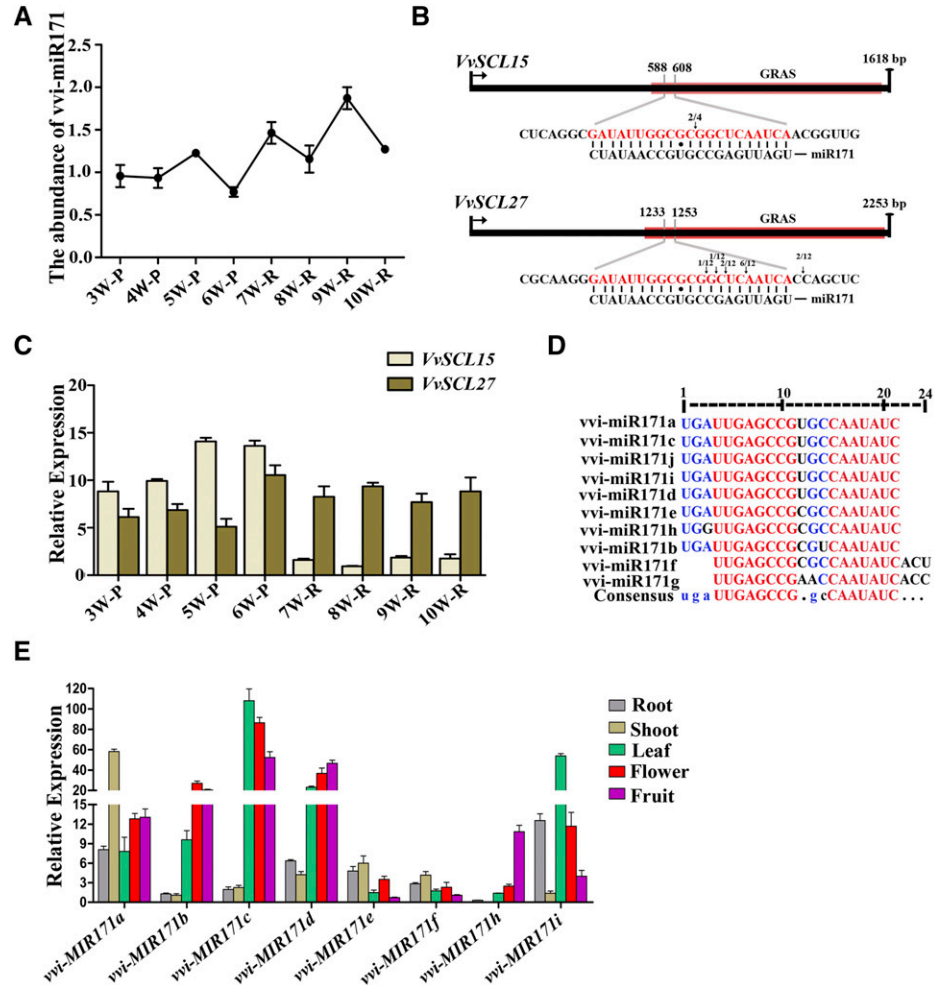 A
The abundance of vvi-miR171
2.5
2.0
1.5
1.0
0.5
0.0
3W-P
4W-P
5W-P
6W-P
7W-R
8W-R
9W-R
10W-R
B
VvSCL15
588 608
GRAS
1618 bp
2/4
CUCAGGCGAUAUUGGCGCGGCUCAAUCAACGGUUG
CUAUAACCGUGCCGAGUUAGU — miR171
VvSCL27
1233 1253
GRAS
2253 bp
1/12 1/12 2/12 6/12 2/12
CGCAAGGGAUAUUGGCGCGGCUCAAUCACCAGCUC
CUAUAACCGUGCCGAGUUAGU — miR171
C
VvSCL15
VvSCL27
Relative Expression
20
15
10
5
0
3W-P
4W-P
5W-P
6W-P
7W-R
8W-R
9W-R
10W-R
D
1 10 20 24
vvi-miR171a UGAUUGAGCCGUGCCAAUAUC
vvi-miR171c UGAUUGAGCCGUGCCAAUAUC
vvi-miR171j UGAUUGAGCCGUGCCAAUAUC
vvi-miR171i UGAUUGAGCCGUGCCAAUAUC
vvi-miR171d UGAUUGAGCCGUGCCAAUAUC
vvi-miR171e UGAUUGAGCCGCGCCAAUAUC
vvi-miR171h UGGUUGAGCCGCGCCAAUAUC
vvi-miR171b UGAUUGAGCCGCGUCAAUAUC
vvi-miR171f UUGAGCCGCGCCAAUAUCACU
vvi-miR171g UUGAGCCGAACCAAUAUCACC
Consensus ugaUUGAGCCG.gcCAAUAUC...
E
Relative Expression
120
100
80
60
40
20
15
12
9
6
3
0
Root
Shoot
Leaf
Flower
Fruit
vvi-MIR171a
vvi-MIR171b
vvi-MIR171c
vvi-MIR171d
vvi-MIR171e
vvi-MIR171f
vvi-MIR171h
vvi-MIR171i